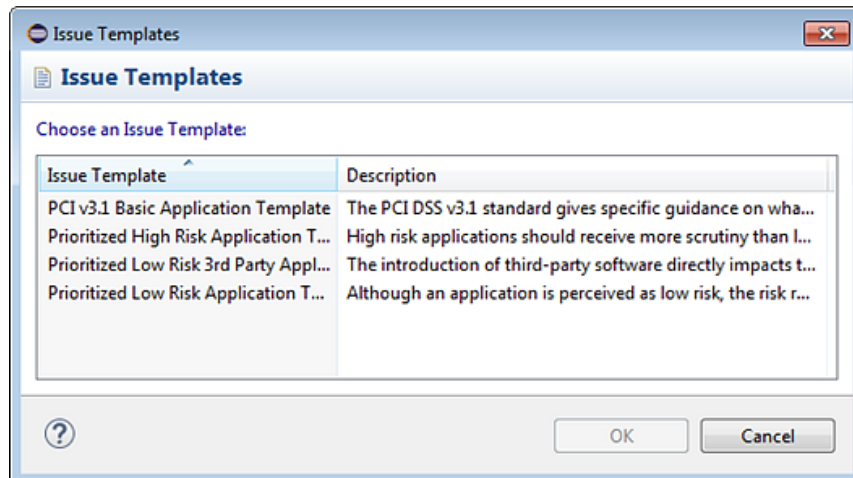 Issue Templates
Issue Templates
Choose an Issue Template:
Issue Template Description
PCI v3.1 Basic Application Template The PCI DSS v3.1 standard gives specific guidance on wha...
Prioritized High Risk Application T... High risk applications should receive more scrutiny than l...
Prioritized Low Risk 3rd Party Appl... The introduction of third-party software directly impacts t...
Prioritized Low Risk Application T... Although an application is perceived as low risk, the risk r...
? OK Cancel